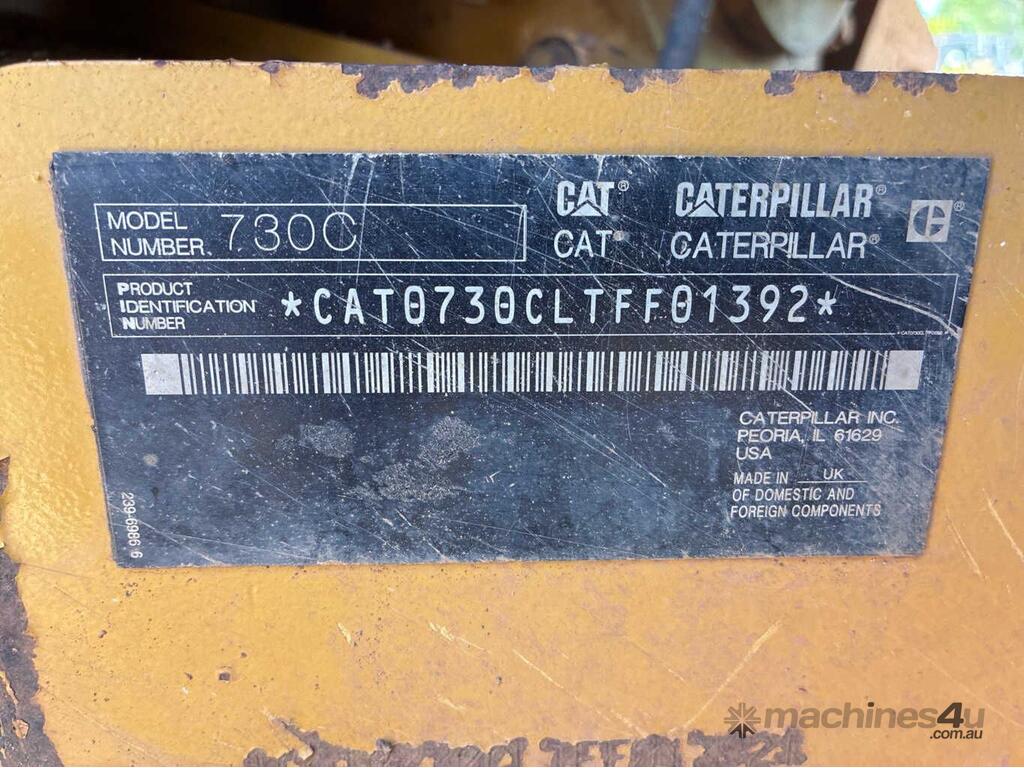 CAT® CATERPILLAR®
MODEL
NUMBER 730C
CAT® CATERPILLAR®
PRODUCT
IDENTIFICATION
NUMBER
*CAT0730CLTFF01392*
CATERPILLAR INC.
PEORIA, IL 61629
USA
MADE IN UK
OF DOMESTIC AND
FOREIGN COMPONENTS
239-6986 6
machines4u
.com.au